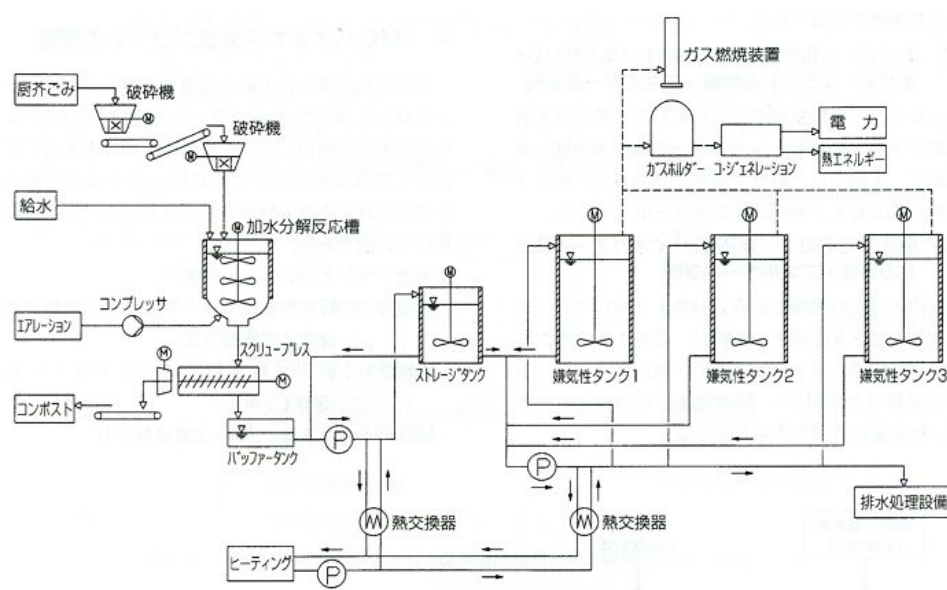 ガス燃焼装置
厨芥ごみ
破砕機
破砕機
電 力
熱エネルギー
ガスホルダー
コ・ジェネレーション
給水
加水分解反応槽
コンプレッサ
エアレーション
スクリュープレス
ストレージタンク
嫌気性タンク1
嫌気性タンク2
嫌気性タンク3
コンポスト
バッファータンク
P
P
排水処理設備
熱交換器
熱交換器
ヒーティング
P
M
M
M
M
M
M
M
M
M